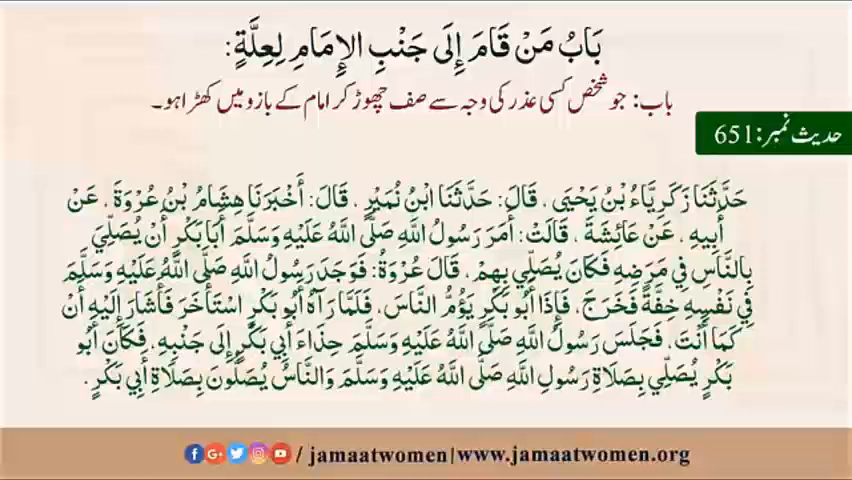 بَابُ مَنْ قَامَ إِلَى جَنْبِ الإِمَامِ لِعِلَّةٍ:
باب: جو شخص کسی عذر کی وجہ سے صف چھوڑ کر امام کے بازو میں کھڑا ہو۔
حدیث نمبر: 651
حَدَّثَنَا زَكَرِيَّاءُ بْنُ يَحْيَى ، قَالَ: حَدَّثَنَا ابْنُ نُمَيْرٍ ، قَالَ: أَخْبَرَنَا هِشَامُ بْنُ عُرْوَةَ ، عَنْ
أَبِيهِ ، عَنْ عَائِشَةَ ، قَالَتْ: أَمَرَ رَسُولُ اللَّهِ صَلَّى اللَّهُ عَلَيْهِ وَسَلَّمَ أَبَا بَكْرٍ أَنْ يُصَلِّيَ
بِالنَّاسِ فِي مَرَضِهِ فَكَانَ يُصَلِّي بِهِمْ، قَالَ عُرْوَةُ: فَوَجَدَ رَسُولُ اللَّهِ صَلَّى اللَّهُ عَلَيْهِ وَسَلَّمَ
فِي نَفْسِهِ خِفَّةً فَخَرَجَ، فَإِذَا أَبُو بَكْرٍ يَؤُمُّ النَّاسَ، فَلَمَّا رَآهُ أَبُو بَكْرٍ اسْتَأْخَرَ فَأَشَارَ إِلَيْهِ أَنْ
كَمَا أَنْتَ، فَجَلَسَ رَسُولُ اللَّهِ صَلَّى اللَّهُ عَلَيْهِ وَسَلَّمَ حِذَاءَ أَبِي بَكْرٍ إِلَى جَنْبِهِ، فَكَانَ أَبُو
بَكْرٍ يُصَلِّي بِصَلَاةِ رَسُولِ اللَّهِ صَلَّى اللَّهُ عَلَيْهِ وَسَلَّمَ وَالنَّاسُ يُصَلُّونَ بِصَلَاةِ أَبِي بَكْرٍ .
/ jamaatwomen|www.jamaatwomen.org